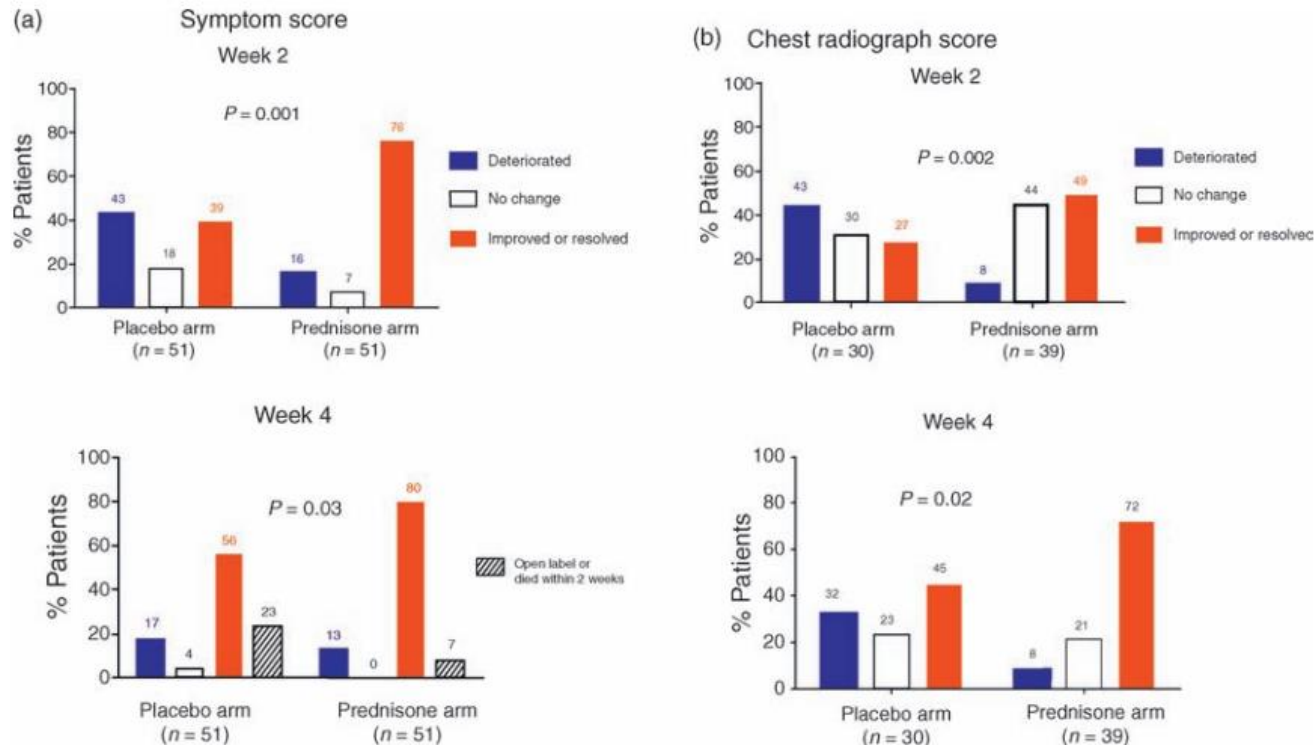 (a)
Symptom score
Week 2
100
80
60
40
20
0
% Patients
P = 0.001
43
18
39
16
7
76
Deteriorated
No change
Improved or resolved
Placebo arm
(n = 51)
Prednisone arm
(n = 51)
Week 4
100
80
60
40
20
0
% Patients
P = 0.03
17
4
56
23
13
0
80
7
Open label or
died within 2 weeks
Placebo arm
(n = 51)
Prednisone arm
(n = 51)
(b)
Chest radiograph score
Week 2
100
80
60
40
20
0
% Patients
P = 0.002
43
30
27
8
44
49
Deteriorated
No change
Improved or resolved
Placebo arm
(n = 30)
Prednisone arm
(n = 39)
Week 4
100
80
60
40
20
0
% Patients
P = 0.02
32
23
45
8
21
72
Placebo arm
(n = 30)
Prednisone arm
(n = 39)